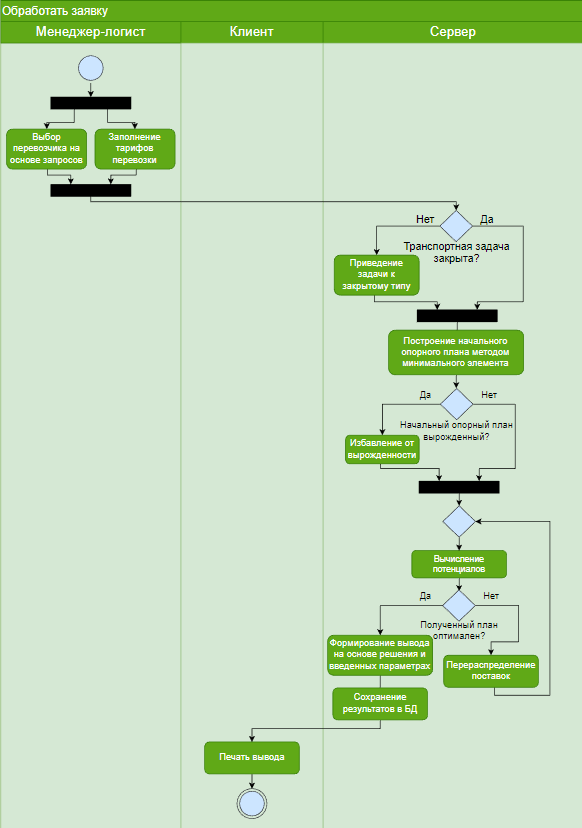 Обработать заявку
Менеджер-логист
Клиент
Сервер
Выбор
перевозчика на
основе запросов
Заполнение
тарифов
перевозки
Нет
Да
Транспортная задача
закрыта?
Приведение
задачи к
закрытому типу
Построение начального
опорного плана методом
минимального элемента
Да
Нет
Начальный опорный план
вырожденный?
Избавление от
вырожденности
Вычисление
потенциалов
Да
Нет
Полученный план
оптимален?
Формирование вывода
на основе решения и
введенных параметрах
Перераспределение
поставок
Сохранение
результатов в БД
Печать вывода